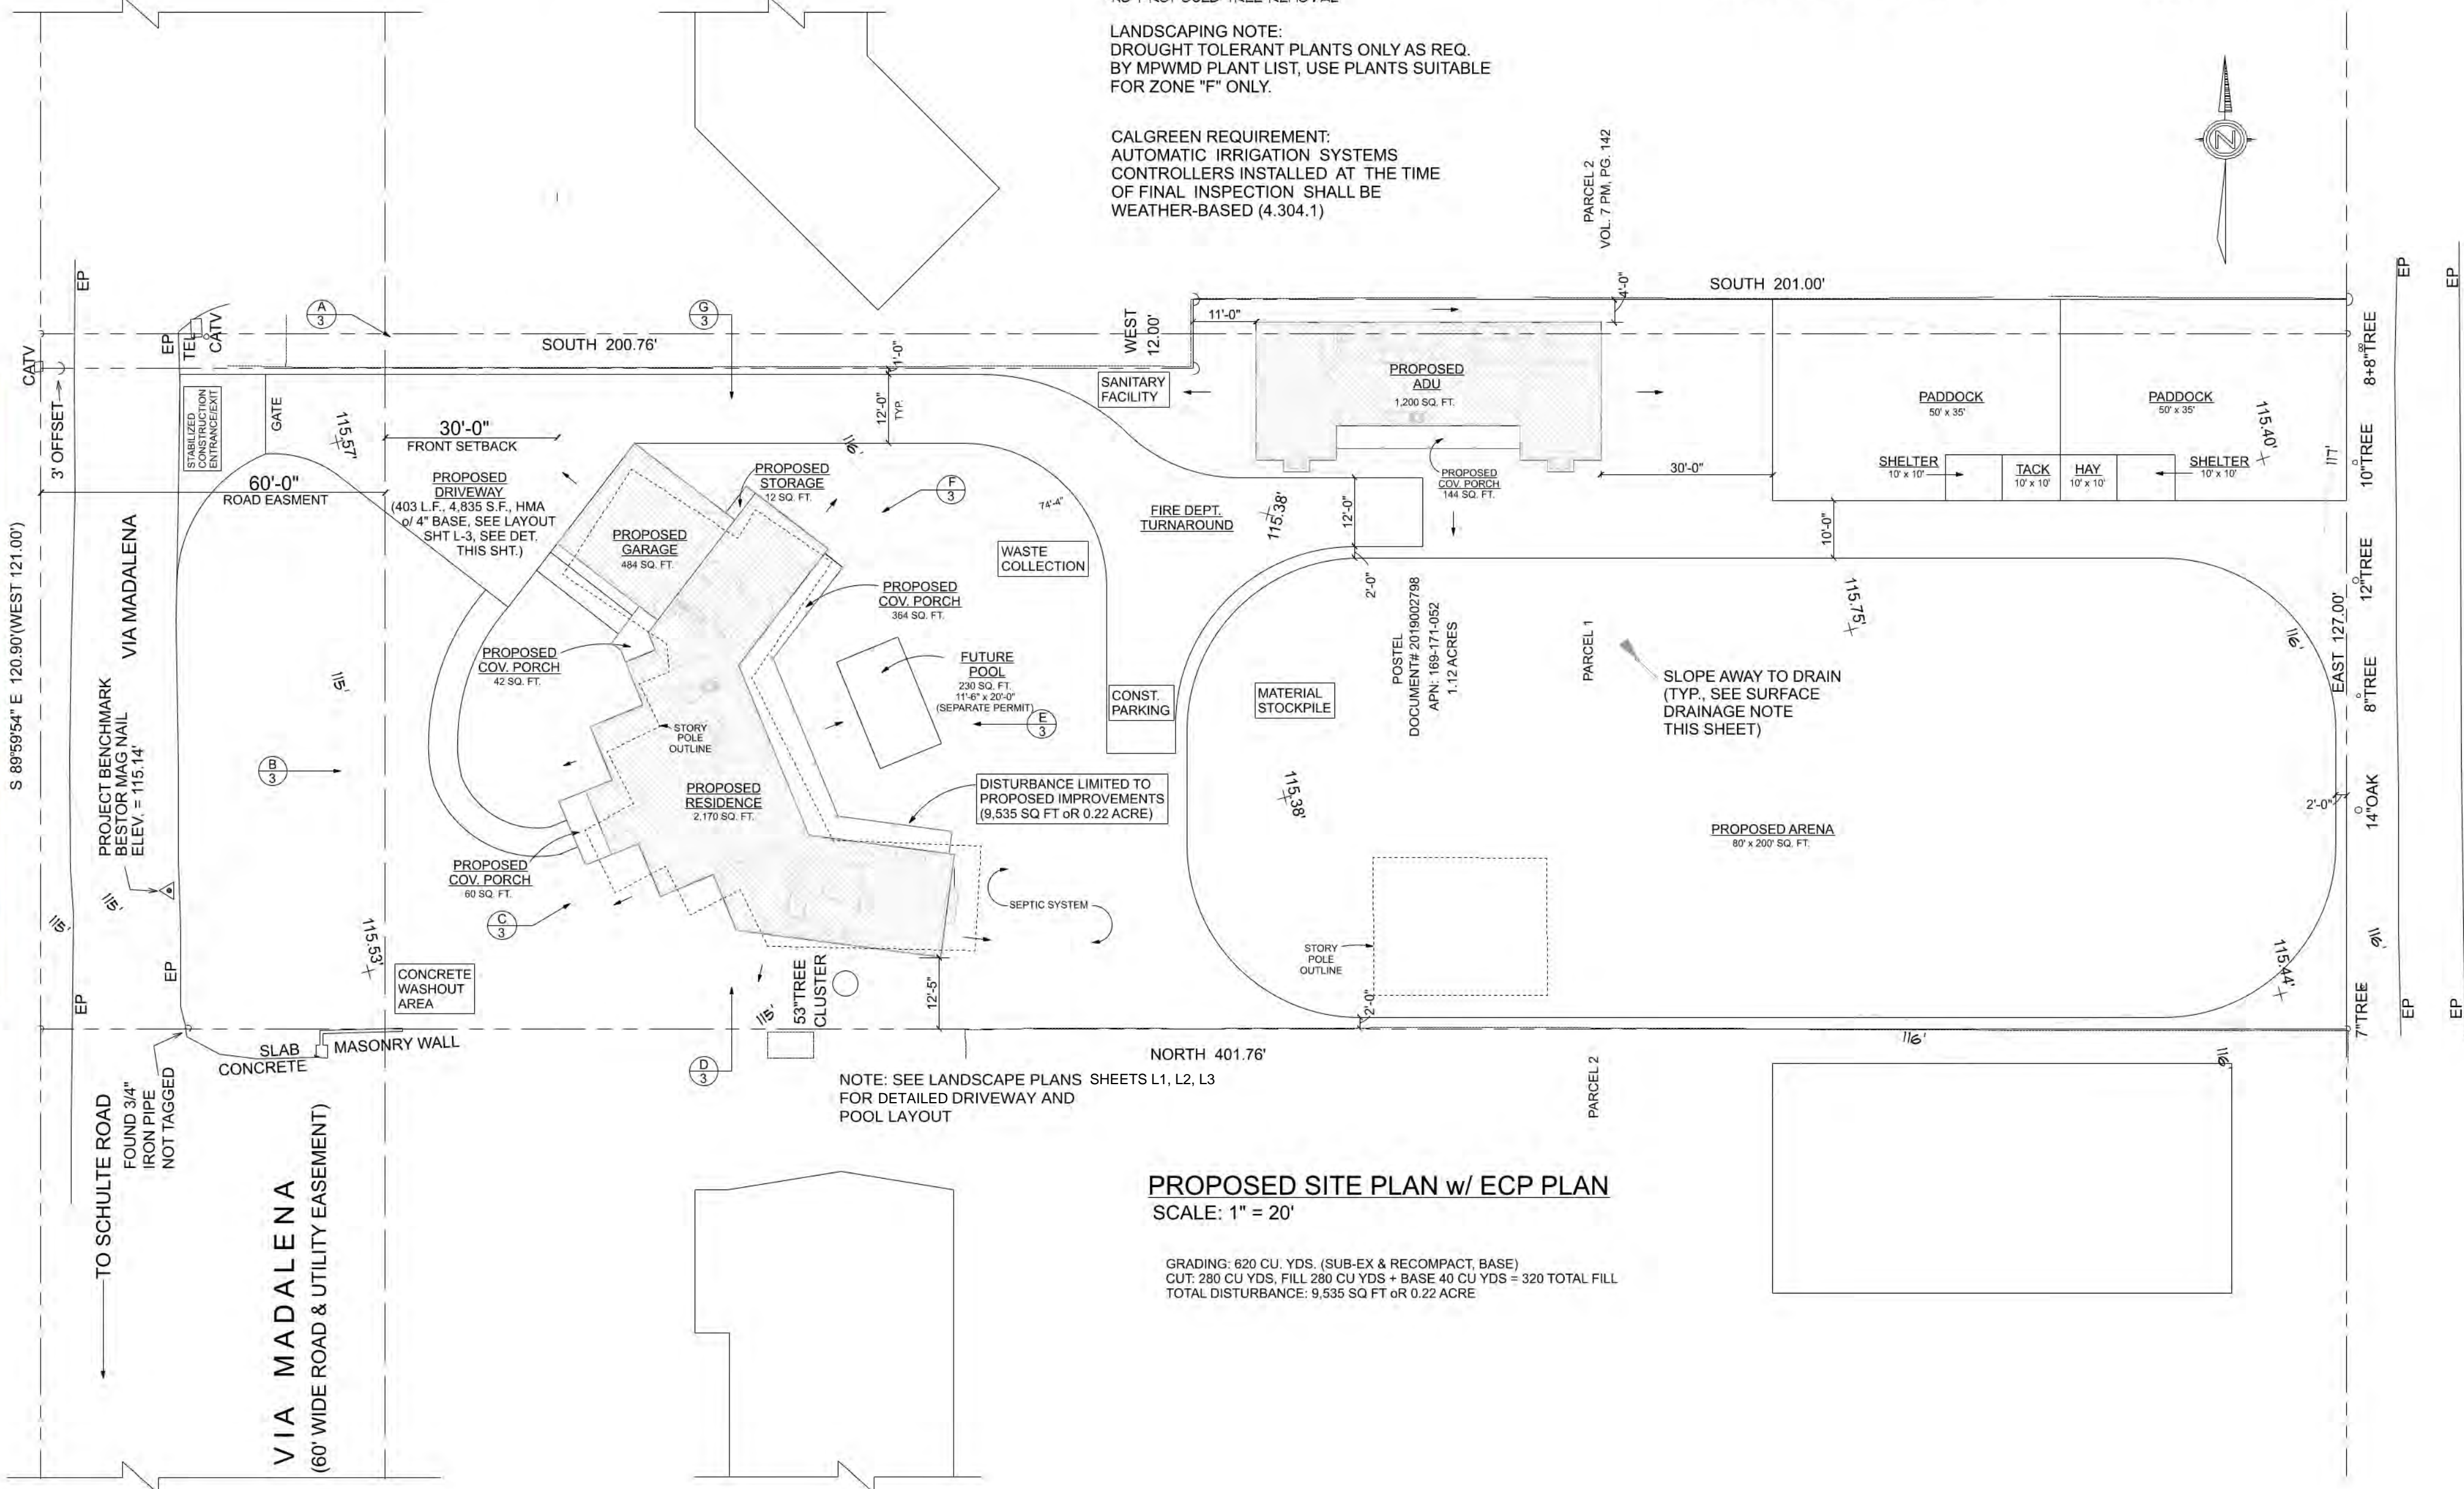 LANDSCAPING NOTE:
DROUGHT TOLERANT PLANTS ONLY AS REQ.
BY MPWMD PLANT LIST, USE PLANTS SUITABLE
FOR ZONE "F" ONLY.
CALGREEN REQUIREMENT:
AUTOMATIC IRRIGATION SYSTEMS
CONTROLLERS INSTALLED AT THE TIME
OF FINAL INSPECTION SHALL BE
WEATHER-BASED (4.304.1)
PARCEL 2
VOL. 7 PM, PG. 142
N
EP
EP
EP
EP
TEL
CATV
CATV
A
3
G
3
SOUTH 200.76'
WEST
12.00'
11'-0"
4'-0"
SOUTH 201.00'
3' OFFSET
STABILIZED
CONSTRUCTION
ENTRANCE/EXIT
GATE
115.57'
30'-0"
FRONT SETBACK
60'-0"
ROAD EASMENT
1'-0"
12'-0"
TYP.
116'
SANITARY
FACILITY
PROPOSED
ADU
1,200 SQ. FT.
PROPOSED
COV. PORCH
144 SQ. FT.
30'-0"
PADDOCK
50' x 35'
PADDOCK
50' x 35'
SHELTER
10' x 10'
TACK
10' x 10'
HAY
10' x 10'
SHELTER
10' x 10'
115.40'
117'
8+8"TREE
10"TREE
12"TREE
8"TREE
14"OAK
7"TREE
PROPOSED
DRIVEWAY
(403 L.F., 4,835 S.F., HMA
o/ 4" BASE, SEE LAYOUT
SHT L-3, SEE DET.
THIS SHT.)
PROPOSED
STORAGE
12 SQ. FT.
PROPOSED
GARAGE
484 SQ. FT.
F
3
74'-4"
WASTE
COLLECTION
FIRE DEPT.
TURNAROUND
115.38'
12'-0"
2'-0"
10'-0"
PROPOSED
COV. PORCH
364 SQ. FT.
PROPOSED
COV. PORCH
42 SQ. FT.
FUTURE
POOL
230 SQ. FT.
11'-6" x 20'-0"
(SEPARATE PERMIT)
E
3
CONST.
PARKING
MATERIAL
STOCKPILE
POSTEL
DOCUMENT# 2019002798
APN: 169-171-052
1.12 ACRES
PARCEL 1
115.75'
116'
SLOPE AWAY TO DRAIN
(TYP., SEE SURFACE
DRAINAGE NOTE
THIS SHEET)
EAST 127.00'
S 89°59'54" E 120.90'(WEST 121.00')
VIA MADALENA
PROJECT BENCHMARK
BESTOR MAG NAIL
ELEV. = 115.14'
115'
B
3
STORY
POLE
OUTLINE
PROPOSED
RESIDENCE
2,170 SQ. FT.
DISTURBANCE LIMITED TO
PROPOSED IMPROVEMENTS
(9,535 SQ FT oR 0.22 ACRE)
115.38'
PROPOSED ARENA
80' x 200' SQ. FT.
2'-0"
PROPOSED
COV. PORCH
60 SQ. FT.
C
3
SEPTIC SYSTEM
STORY
POLE
OUTLINE
115'
115'
115.53'
CONCRETE
WASHOUT
AREA
EP
EP
115'
53"TREE
CLUSTER
12'-5"
2'-0"
115.44'
116'
EP
EP
SLAB
CONCRETE
MASONRY WALL
D
3
NORTH 401.76'
116'
116'
PARCEL 2
NOTE: SEE LANDSCAPE PLANS SHEETS L1, L2, L3
FOR DETAILED DRIVEWAY AND
POOL LAYOUT
TO SCHULTE ROAD
FOUND 3/4"
IRON PIPE
NOT TAGGED
VIA MADALENA
(60' WIDE ROAD & UTILITY EASEMENT)
PROPOSED SITE PLAN w/ ECP PLAN
SCALE: 1" = 20'
GRADING: 620 CU. YDS. (SUB-EX & RECOMPACT, BASE)
CUT: 280 CU YDS, FILL 280 CU YDS + BASE 40 CU YDS = 320 TOTAL FILL
TOTAL DISTURBANCE: 9,535 SQ FT oR 0.22 ACRE